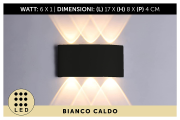 WATT: 6 X 1 | DIMENSIONI: (L) 17 X (H) 8 X (P) 4 CM
LED
BIANCO CALDO